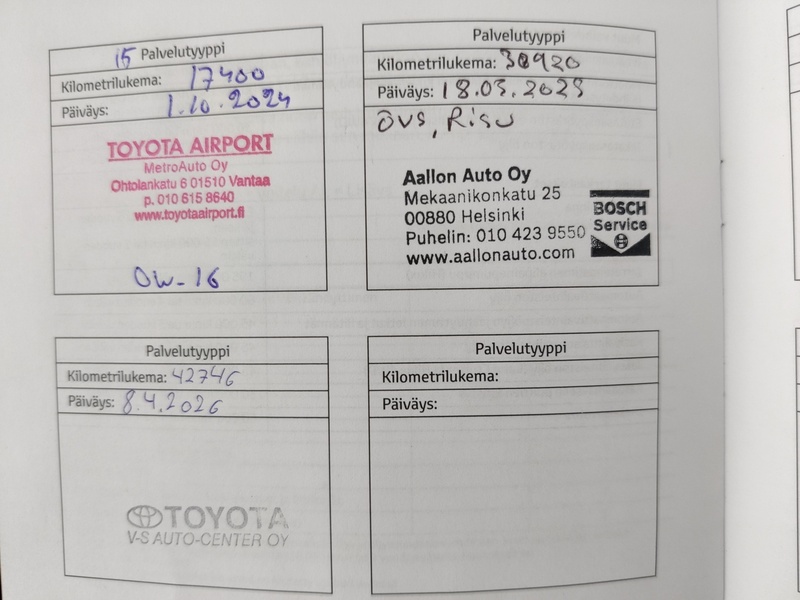 15 Palvelutyyppi
Kilometrilukema: 17400
Päiväys: 1.10.2024
TOYOTA AIRPORT
MetroAuto Oy
Ohtolankatu 6 01510 Vantaa
p. 010 615 8640
www.toyotaairport.fi
OW-16
Palvelutyyppi
Kilometrilukema: 30920
Päiväys: 18.05.2025
ÖVS, Risu
Aallon Auto Oy
Mekaanikonkatu 25
00880 Helsinki
Puhelin: 010 423 9550
www.aallonauto.com
BOSCH
Service
Palvelutyyppi
Kilometrilukema: 42746
Päiväys: 8.4.2026
TOYOTA
V-S AUTO-CENTER OY
Palvelutyyppi
Kilometrilukema:
Päiväys: